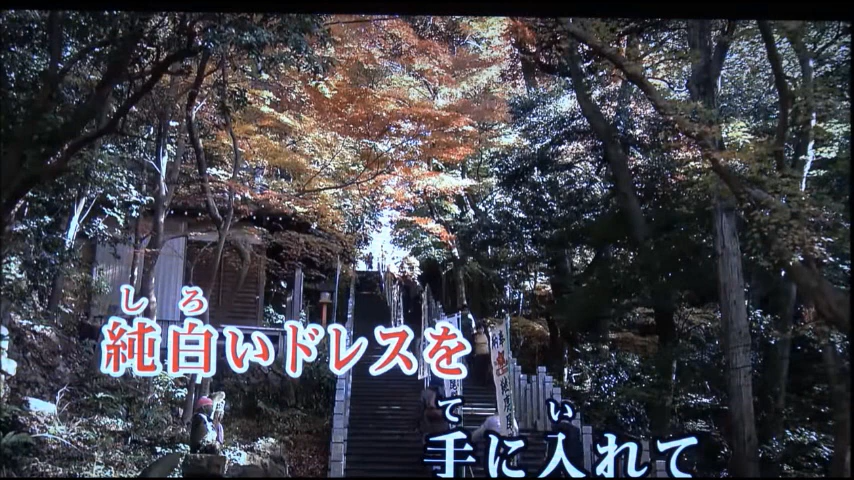 しろ
純白いドレスを
てい
手に入れて